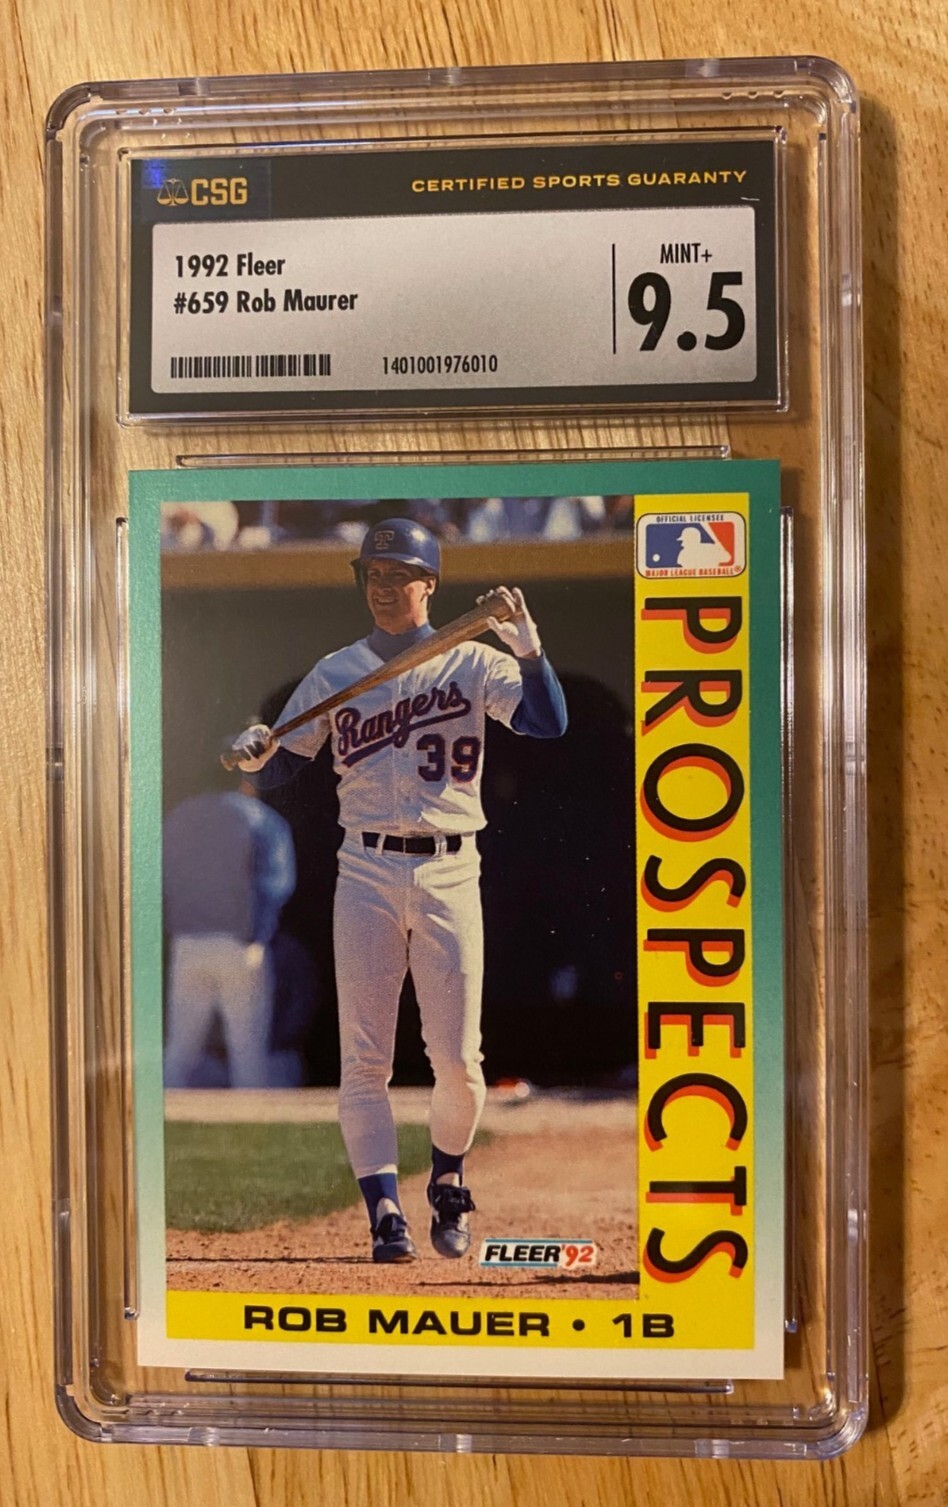 CSG
CERTIFIED SPORTS GUARANTY
1992 Fleer
#659 Rob Maurer
MINT+
9.5
1401001976010
OFFICIAL LICENSEE
MAJOR LEAGUE BASEBALL®
PROSPECTS
T
Rangers
39
FLEER'92
ROB MAUER • 1B